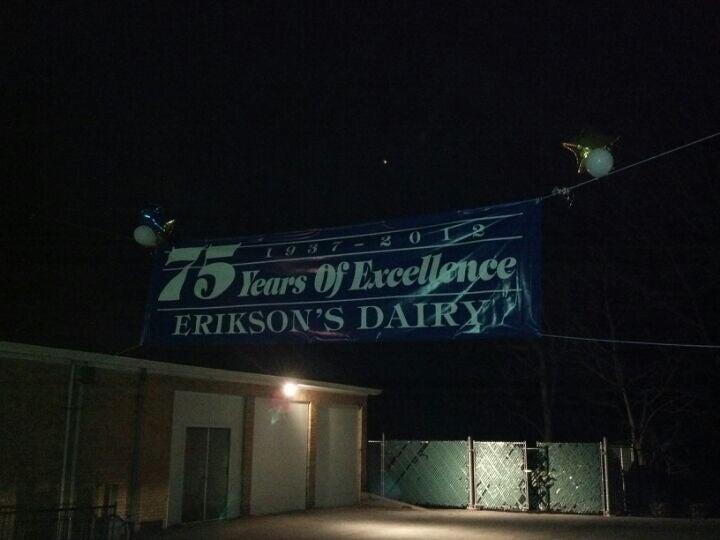 1937-2012
75 Years Of Excellence
ERIKSON'S DAIRY